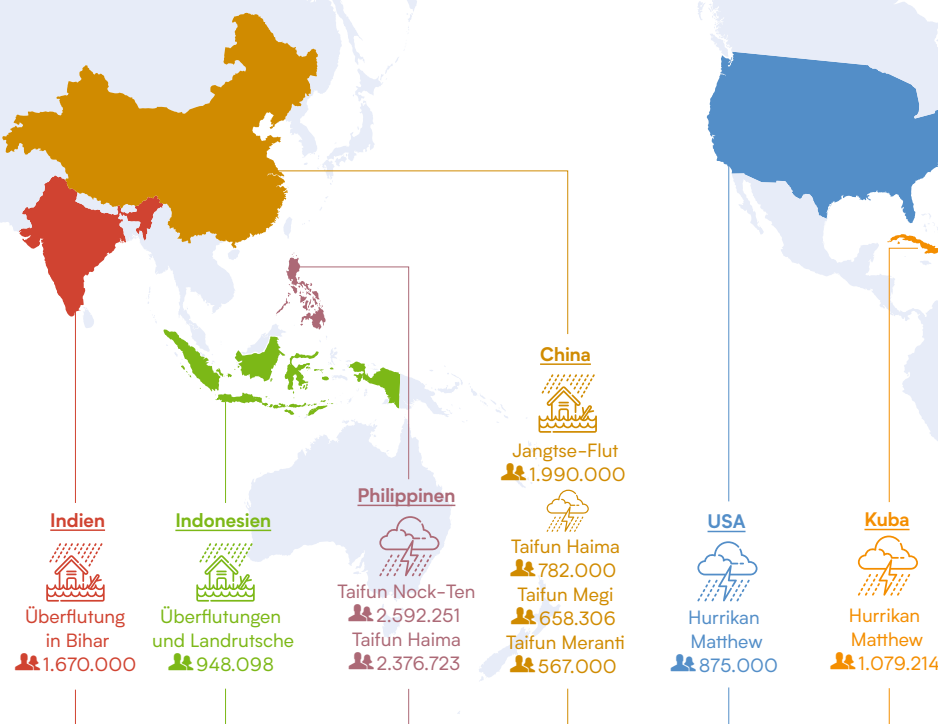 China
Jangtse-Flut
1.990.000
Taifun Haima
782.000
Taifun Megi
658.306
Taifun Meranti
567.000
Philippinen
Taifun Nock-Ten
2.592.251
Taifun Haima
2.376.723
Indien
Überflutung
in Bihar
1.670.000
Indonesien
Überflutungen
und Landrutsche
948.098
USA
Hurrikan
Matthew
875.000
Kuba
Hurrikan
Matthew
1.079.214